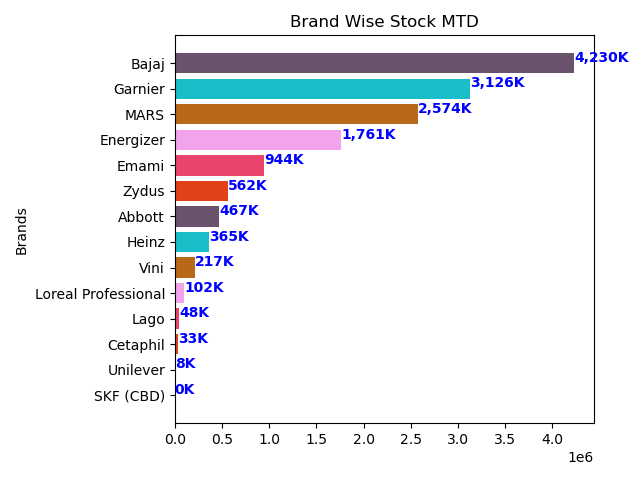 Brand Wise Stock MTD
Brands
Bajaj 4,230K
Garnier 3,126K
MARS 2,574K
Energizer 1,761K
Emami 944K
Zydus 562K
Abbott 467K
Heinz 365K
Vini 217K
Loreal Professional 102K
Lago 48K
Cetaphil 33K
Unilever 8K
SKF (CBD) 0K
0.0 0.5 1.0 1.5 2.0 2.5 3.0 3.5 4.0
1e6